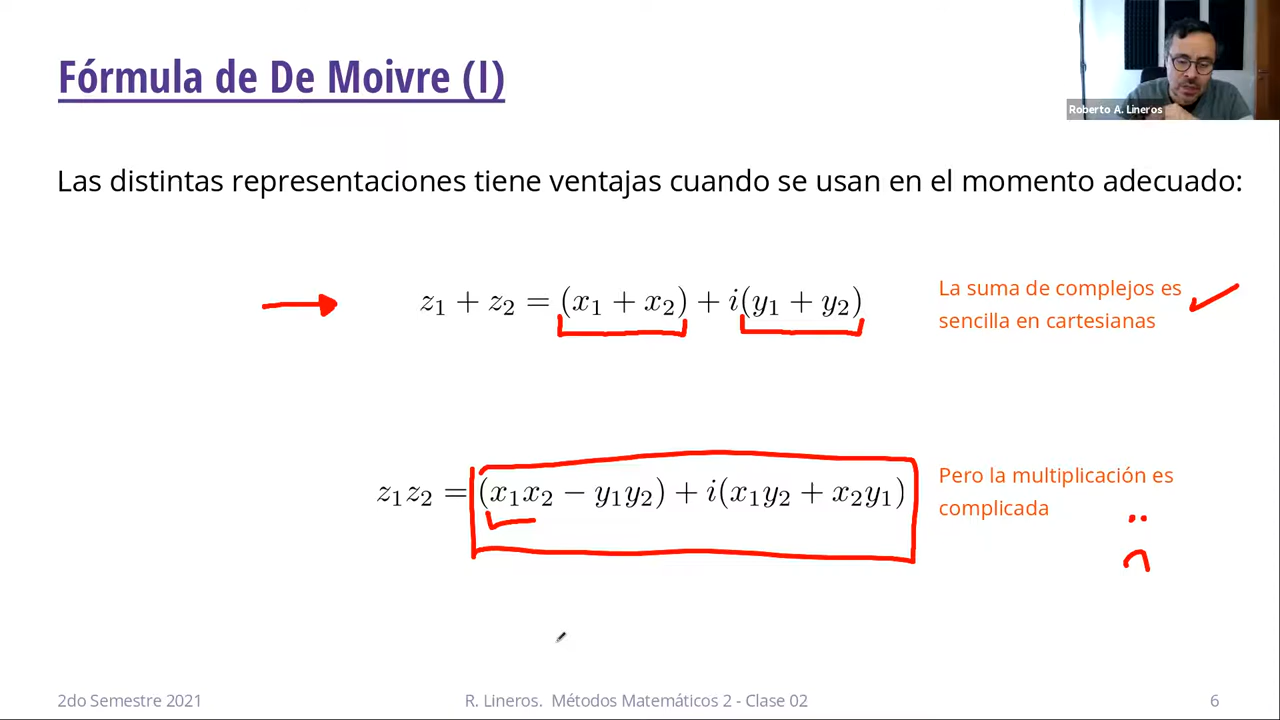 Fórmula de De Moivre (I)
Roberto A. Lineros
Las distintas representaciones tiene ventajas cuando se usan en el momento adecuado:
z₁ + z₂ = (x₁ + x₂) + i(y₁ + y₂)
La suma de complejos es
sencilla en cartesianas
z₁z₂ = (x₁x₂ − y₁y₂) + i(x₁y₂ + x₂y₁)
Pero la multiplicación es
complicada
2do Semestre 2021
R. Lineros. Métodos Matemáticos 2 - Clase 02
6